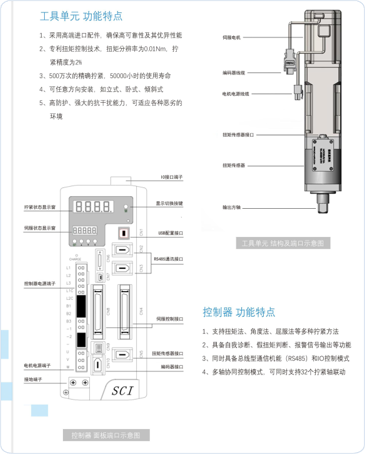 工具单元 功能特点
1、采用高端进口配件，确保高可靠性及其优异性能
2、专利扭矩控制技术，扭矩分辨率为0.01Nm，拧
紧精度为2%
3、500万次的精确拧紧，50000小时的使用寿命
4、可任意方向安装，如立式，卧式，倾斜式
5、高防护，强大的抗干扰能力，可适应各种恶劣的
环境
伺服电机
编码器接线
电机电源接线
扭矩传感器接口
扭矩传感器
输出方轴
工具单元 结构及接口示意图
IO接口端子
拧紧状态显示窗
显示切换按键
伺服状态显示窗
USB配置接口
RS485通讯接口
控制器电源端子
伺服控制接口
扭矩传感器接口
电机电源端子
编码器接口
接地端子
CHARGE
L1
L2
L3
SCI
控制器 面板端口示意图
控制器 功能特点
1、支持扭矩法、角度法、屈服法等多种拧紧方法
2、具备自我诊断，假扭矩判断，报警信号输出等功能
3、同时具备总线型通信机能（RS485）和IO控制模式
4、多轴协同控制模式，可同时支持32个拧紧轴联动